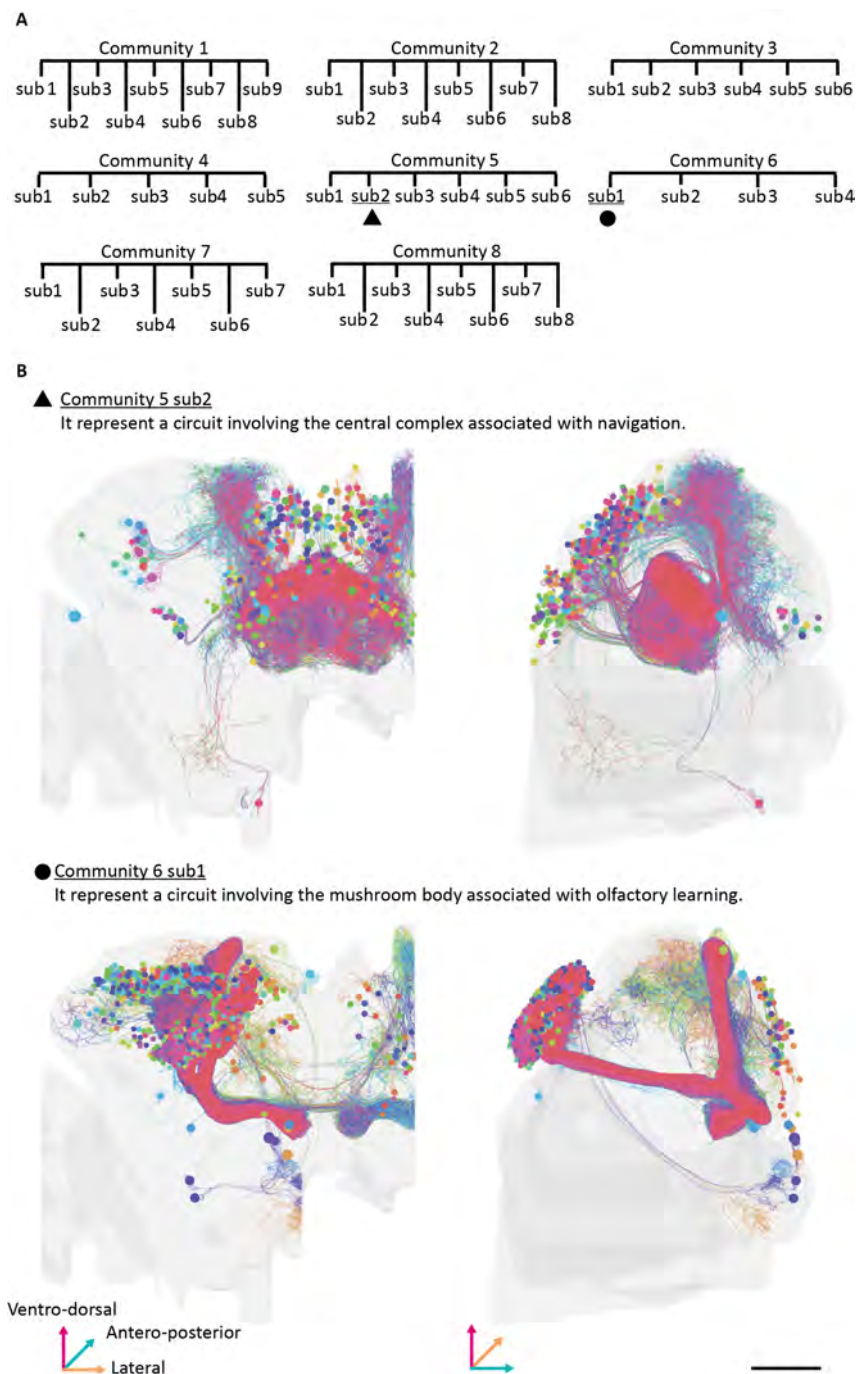 A
Community 1
sub1 sub3 sub5 sub7 sub9
sub2 sub4 sub6 sub8
Community 2
sub1 sub3 sub5 sub7
sub2 sub4 sub6 sub8
Community 3
sub1 sub2 sub3 sub4 sub5 sub6
Community 4
sub1 sub2 sub3 sub4 sub5
Community 5
sub1 sub2 sub3 sub4 sub5 sub6
Community 6
sub1 sub2 sub3 sub4
Community 7
sub1 sub3 sub5 sub7
sub2 sub4 sub6
Community 8
sub1 sub3 sub5 sub7
sub2 sub4 sub6 sub8
B
Community 5 sub2
It represent a circuit involving the central complex associated with navigation.
Community 6 sub1
It represent a circuit involving the mushroom body associated with olfactory learning.
Ventro-dorsal
Antero-posterior
Lateral